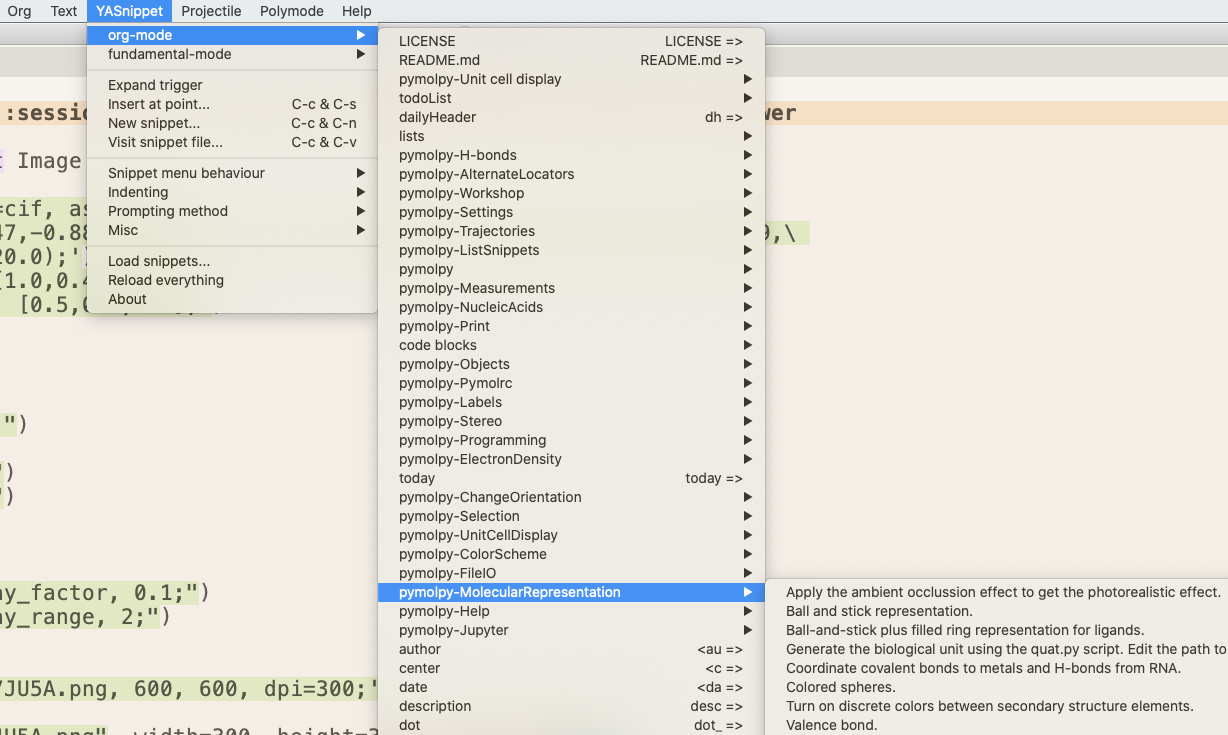 Org Text YASnippet Projectile Polymode Help
org-mode
fundamental-mode
Expand trigger
Insert at point... C-c & C-s
New snippet... C-c & C-n
Visit snippet file... C-c & C-v
Snippet menu behaviour
Indenting
Prompting method
Misc
Load snippets...
Reload everything
About
LICENSE LICENSE =>
README.md README.md =>
pymolpy-Unit cell display
todoList
dailyHeader dh =>
lists
pymolpy-H-bonds
pymolpy-AlternateLocators
pymolpy-Workshop
pymolpy-Settings
pymolpy-Trajectories
pymolpy-ListSnippets
pymolpy
pymolpy-Measurements
pymolpy-NucleicAcids
pymolpy-Print
code blocks
pymolpy-Objects
pymolpy-Pymolrc
pymolpy-Labels
pymolpy-Stereo
pymolpy-Programming
pymolpy-ElectronDensity
today today =>
pymolpy-ChangeOrientation
pymolpy-Selection
pymolpy-UnitCellDisplay
pymolpy-ColorScheme
pymolpy-FileIO
pymolpy-MolecularRepresentation
pymolpy-Help
pymolpy-Jupyter
author <au =>
center <c =>
date <da =>
description desc =>
dot dot_ =>
Apply the ambient occlussion effect to get the photorealistic effect.
Ball and stick representation.
Ball-and-stick plus filled ring representation for ligands.
Generate the biological unit using the quat.py script. Edit the path to
Coordinate covalent bonds to metals and H-bonds from RNA.
Colored spheres.
Turn on discrete colors between secondary structure elements.
Valence bond.
:sessio wer
Image
=cif, as
47,-0.88 9,\
20.0);'
[1.0,0.4
[0.5,0
")
")
")
ay_factor, 0.1;")
ay_range, 2;")
7JU5A.png, 600, 600, dpi=300;"
JU5A.png", width=300, height=3